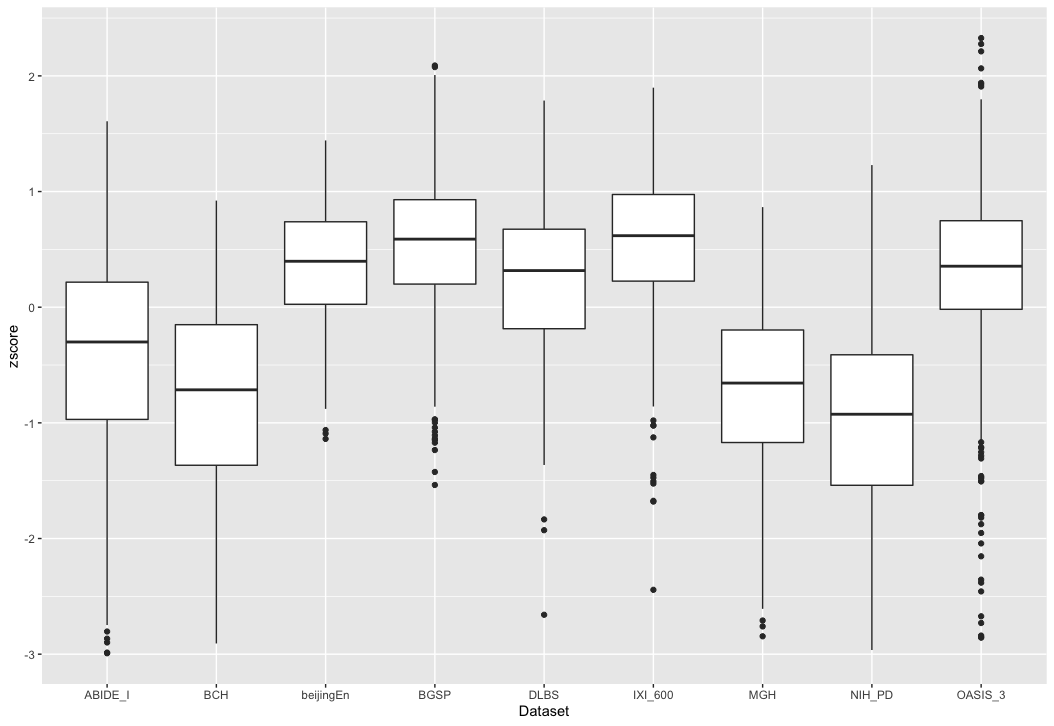 zscore
2
1
0
-1
-2
-3
ABIDE_I BCH beijingEn BGSP DLBS IXI_600 MGH NIH_PD OASIS_3
Dataset